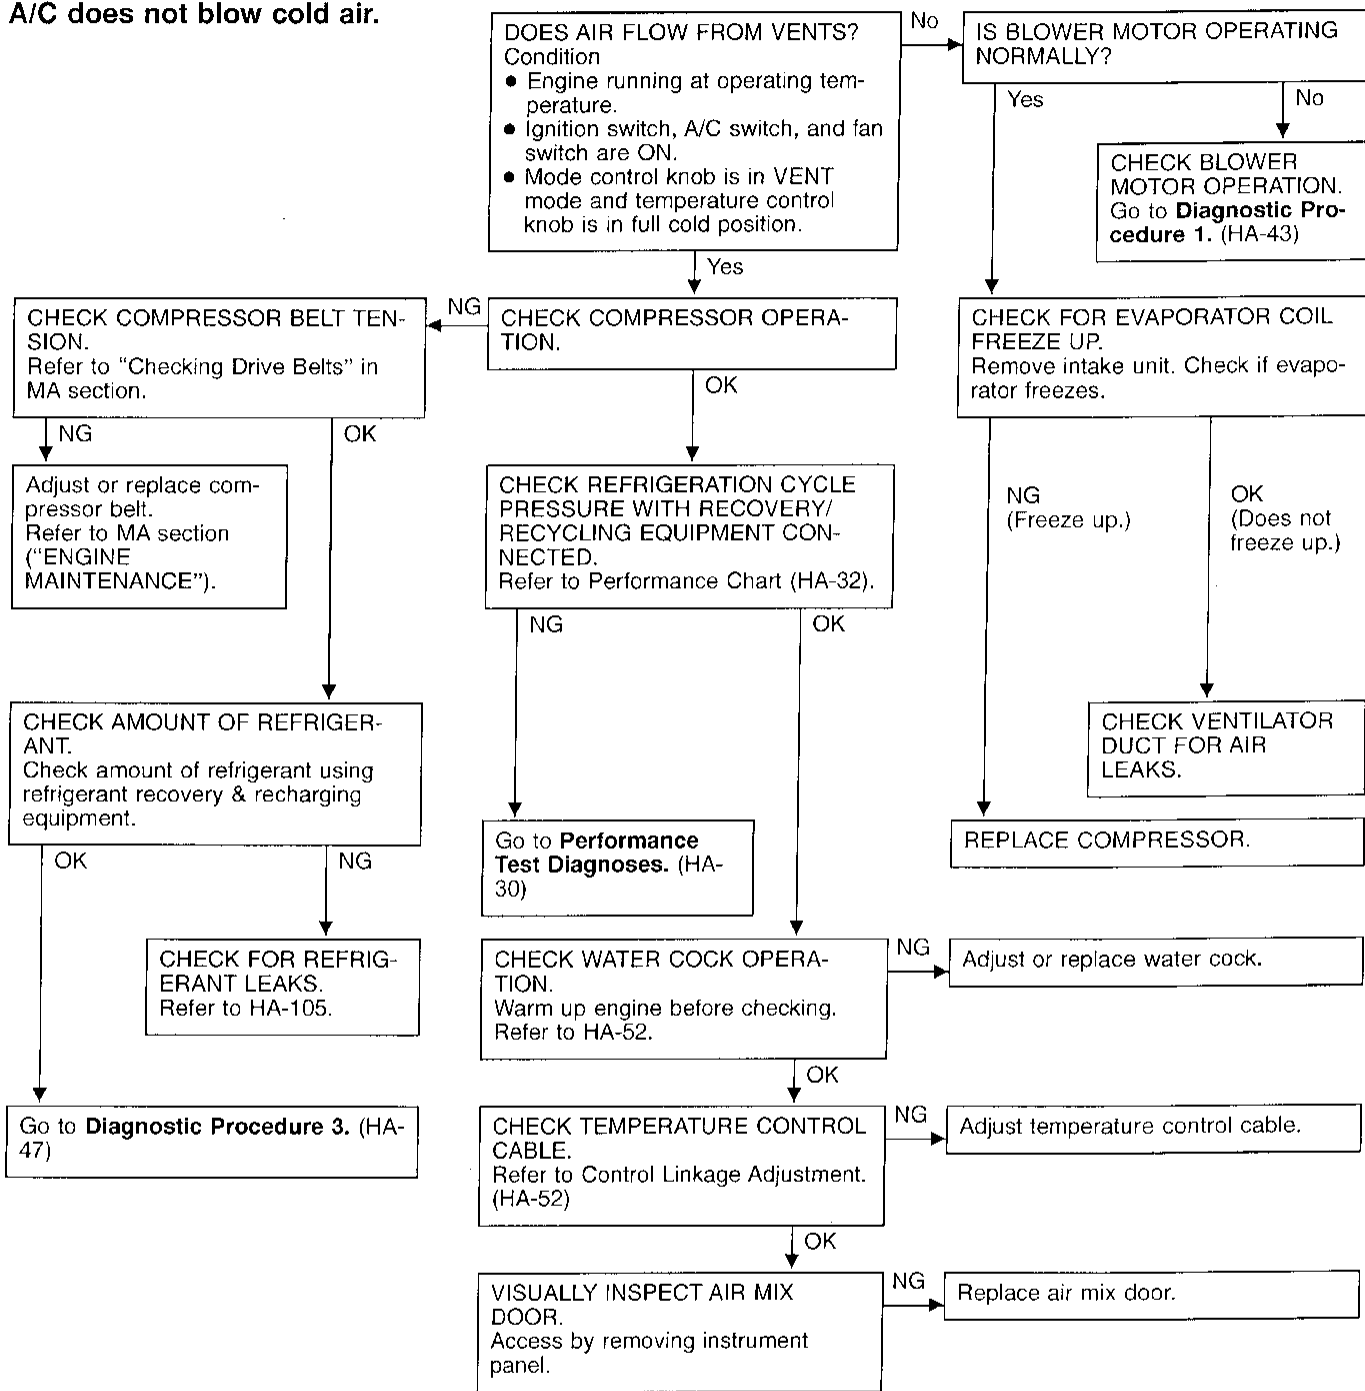 A/C does not blow cold air.
DOES AIR FLOW FROM VENTS?
Condition
● Engine running at operating tem-
perature.
● Ignition switch, A/C switch, and fan
switch are ON.
● Mode control knob is in VENT
mode and temperature control
knob is in full cold position.
No
IS BLOWER MOTOR OPERATING
NORMALLY?
Yes
No
CHECK BLOWER
MOTOR OPERATION.
Go to Diagnostic Pro-
cedure 1. (HA-43)
Yes
CHECK COMPRESSOR BELT TEN-
SION.
Refer to “Checking Drive Belts” in
MA section.
NG
CHECK COMPRESSOR OPERA-
TION.
CHECK FOR EVAPORATOR COIL
FREEZE UP.
Remove intake unit. Check if evapo-
rator freezes.
OK
NG
OK
Adjust or replace com-
pressor belt.
Refer to MA section
(“ENGINE
MAINTENANCE”).
CHECK REFRIGERATION CYCLE
PRESSURE WITH RECOVERY/
RECYCLING EQUIPMENT CON-
NECTED.
Refer to Performance Chart (HA-32).
NG
(Freeze up.)
OK
(Does not
freeze up.)
NG
OK
CHECK AMOUNT OF REFRIGER-
ANT.
Check amount of refrigerant using
refrigerant recovery & recharging
equipment.
CHECK VENTILATOR
DUCT FOR AIR
LEAKS.
Go to Performance
Test Diagnoses. (HA-
30)
REPLACE COMPRESSOR.
OK
NG
CHECK FOR REFRIG-
ERANT LEAKS.
Refer to HA-105.
CHECK WATER COCK OPERA-
TION.
Warm up engine before checking.
Refer to HA-52.
NG
Adjust or replace water cock.
OK
Go to Diagnostic Procedure 3. (HA-
47)
CHECK TEMPERATURE CONTROL
CABLE.
Refer to Control Linkage Adjustment.
(HA-52)
NG
Adjust temperature control cable.
OK
VISUALLY INSPECT AIR MIX
DOOR.
Access by removing instrument
panel.
NG
Replace air mix door.